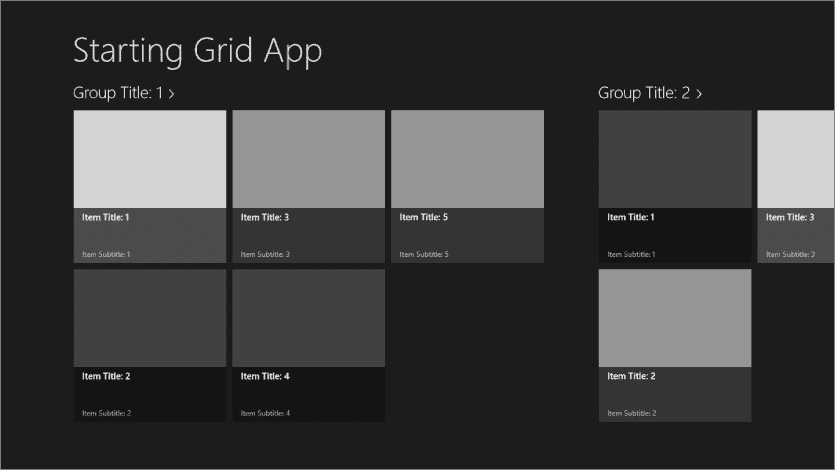 Starting Grid App
Group Title: 1 >
Item Title: 1
Item Subtitle: 1
Item Title: 3
Item Subtitle: 3
Item Title: 5
Item Subtitle: 5
Item Title: 2
Item Subtitle: 2
Item Title: 4
Item Subtitle: 4
Group Title: 2 >
Item Title: 1
Item Subtitle: 1
Item Title: 3
Item Subtitle: 3
Item Title: 2
Item Subtitle: 2